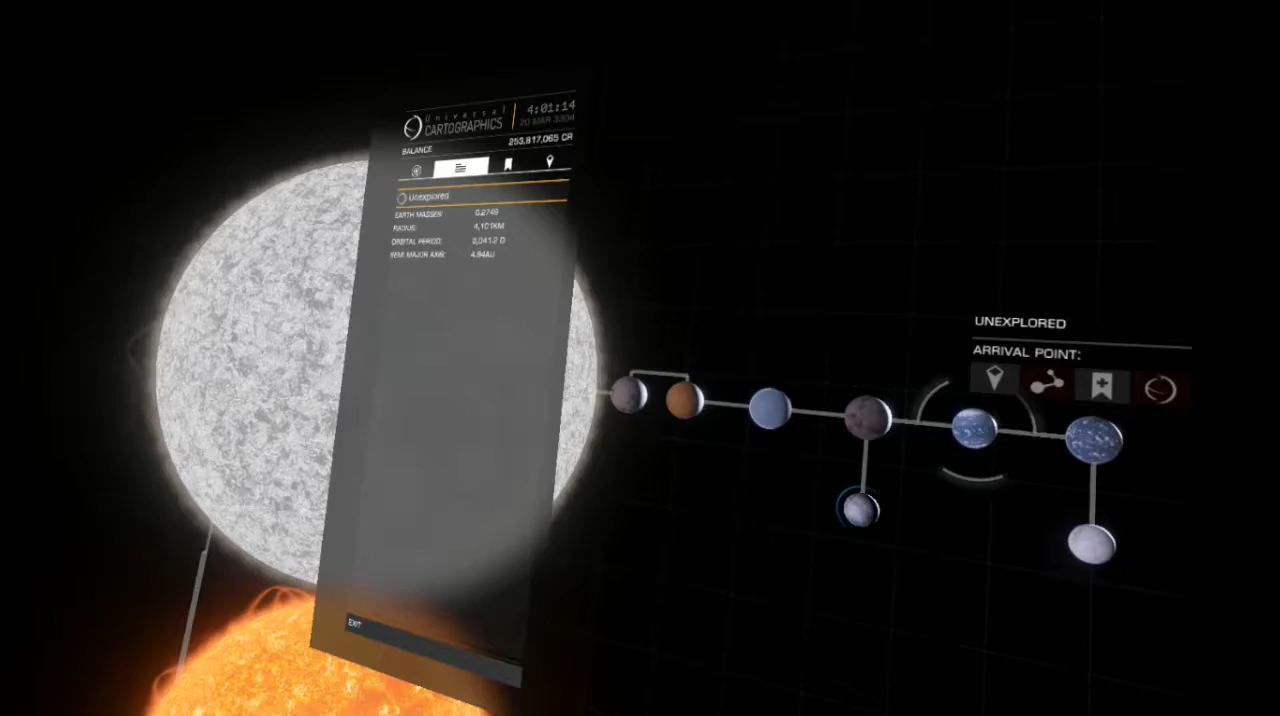 Universal
CARTOGRAPHICS
4:01:14
20 MAR 3304
BALANCE
253,817,065 CR
Unexplored
EARTH MASSES: 0.2749
RADIUS: 4,101KM
ORBITAL PERIOD: 3,041.2 D
SEMI MAJOR AXIS: 4.94AU
EXIT
UNEXPLORED
ARRIVAL POINT: